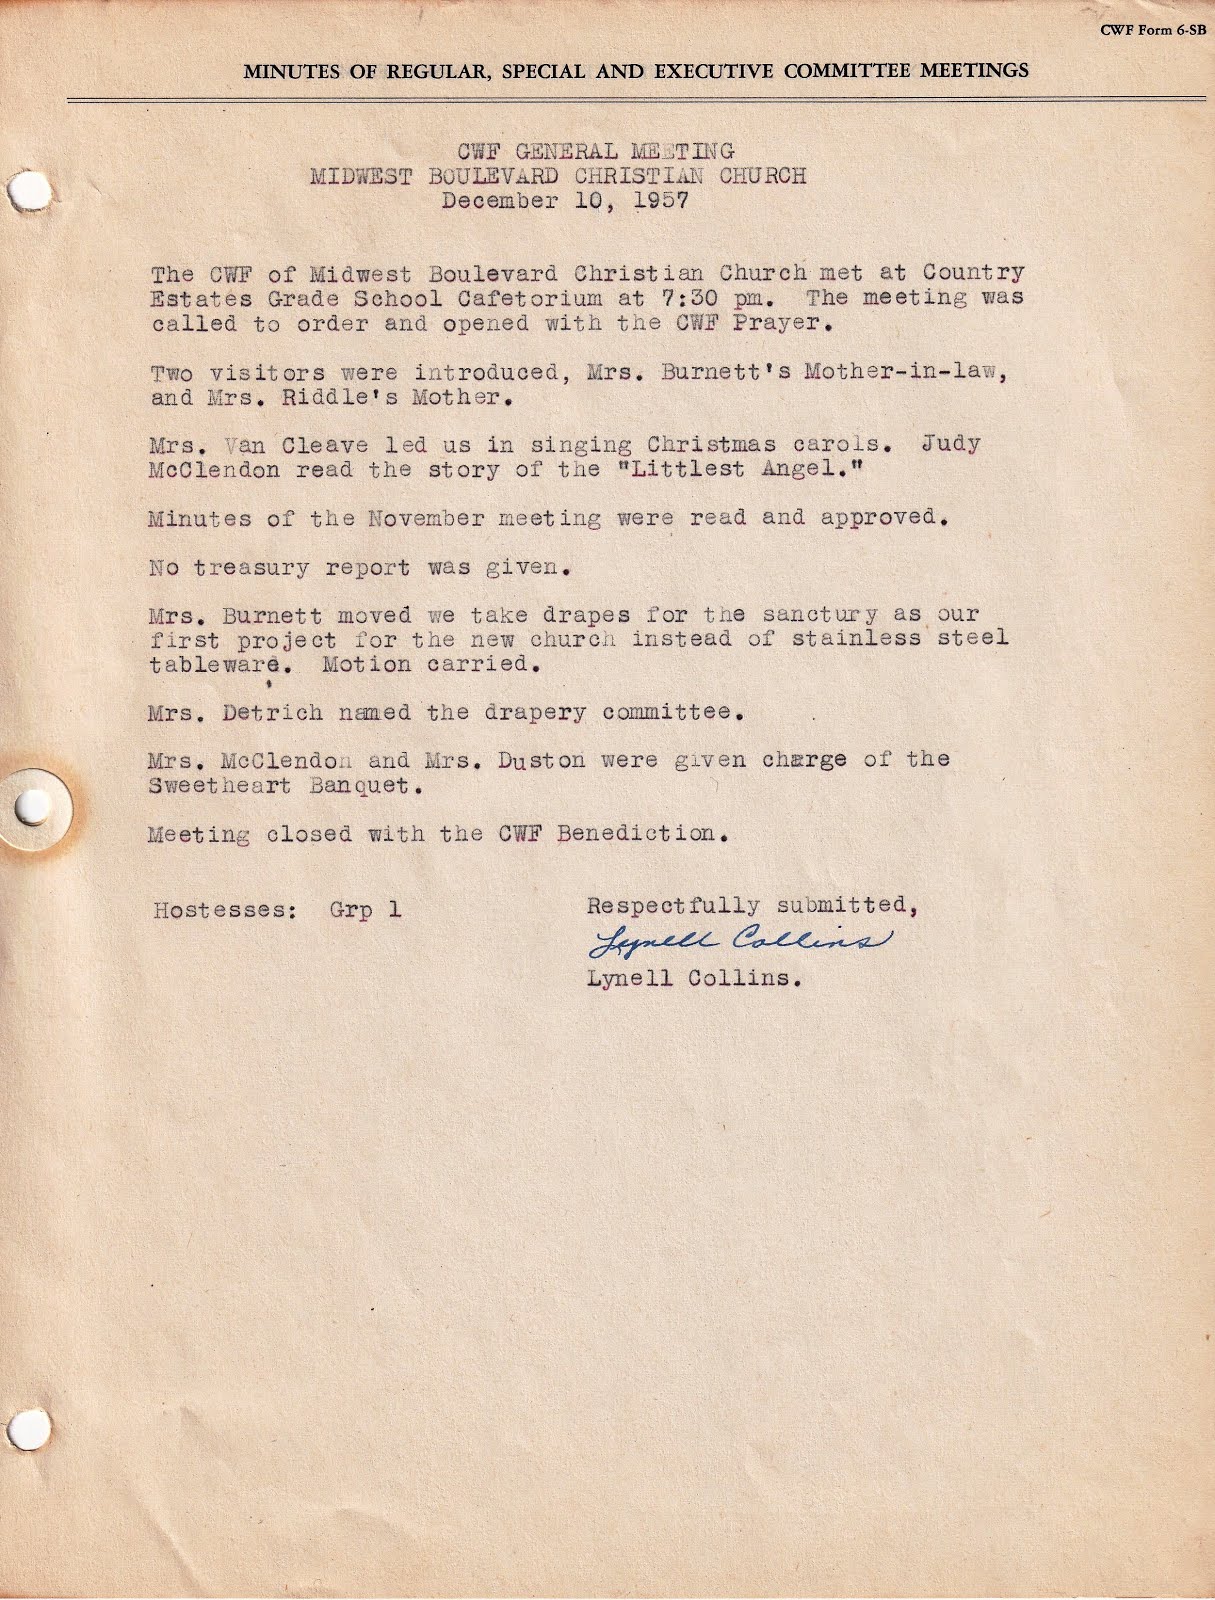 CWF Form 6-SB
MINUTES OF REGULAR, SPECIAL AND EXECUTIVE COMMITTEE MEETINGS
CWF GENERAL MEETING
MIDWEST BOULEVARD CHRISTIAN CHURCH
December 10, 1957
The CWF of Midwest Boulevard Christian Church met at Country
Estates Grade School Cafetorium at 7:30 pm. The meeting was
called to order and opened with the CWF Prayer.
Two visitors were introduced, Mrs. Burnett's Mother-in-law,
and Mrs. Riddle's Mother.
Mrs. Van Cleave led us in singing Christmas carols. Judy
McClendon read the story of the "Littlest Angel."
Minutes of the November meeting were read and approved.
No treasury report was given.
Mrs. Burnett moved we take drapes for the sanctury as our
first project for the new church instead of stainless steel
tableware. Motion carried.
Mrs. Detrich named the drapery committee.
Mrs. McClendon and Mrs. Duston were given charge of the
Sweetheart Banquet.
Meeting closed with the CWF Benediction.
Hostesses: Grp 1
Respectfully submitted,
Lynell Collins
Lynell Collins.